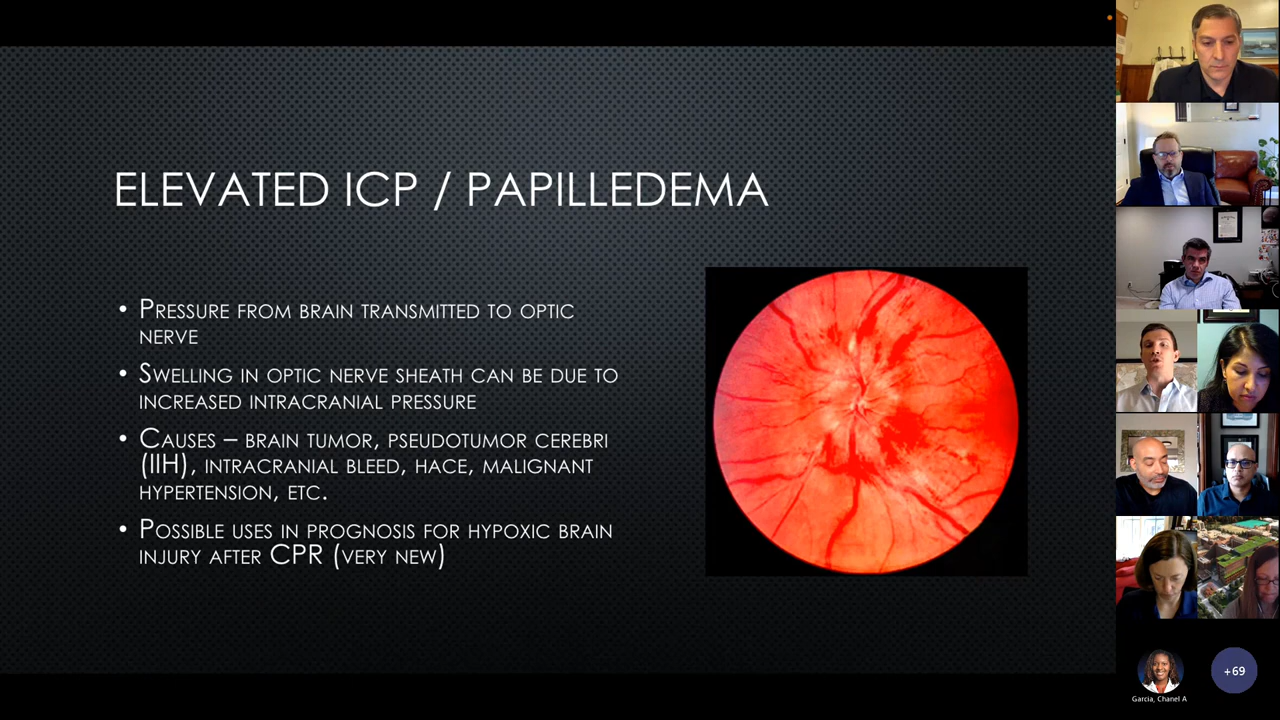 ELEVATED ICP / PAPILLEDEMA
• PRESSURE FROM BRAIN TRANSMITTED TO OPTIC
NERVE
• SWELLING IN OPTIC NERVE SHEATH CAN BE DUE TO
INCREASED INTRACRANIAL PRESSURE
• CAUSES – BRAIN TUMOR, PSEUDOTUMOR CEREBRI
(IIH), INTRACRANIAL BLEED, HACE, MALIGNANT
HYPERTENSION, ETC.
• POSSIBLE USES IN PROGNOSIS FOR HYPOXIC BRAIN
INJURY AFTER CPR (VERY NEW)
Garcia, Chanel A
+69